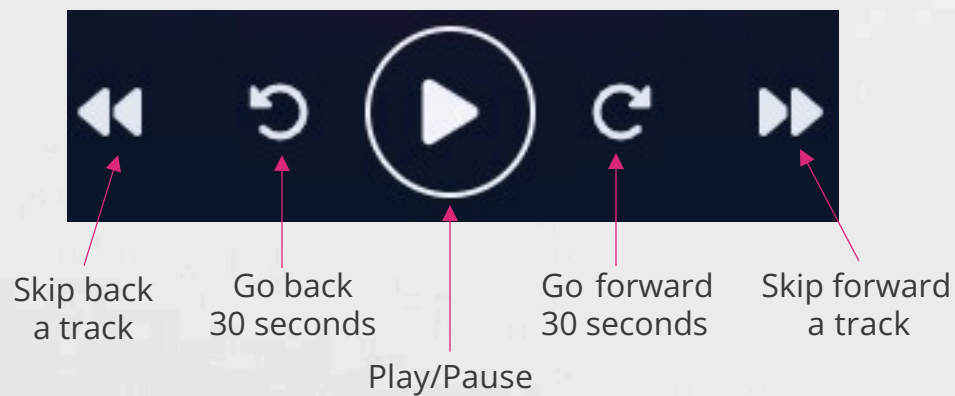 Skip back
a track
Go back
30 seconds
Play/Pause
Go forward
30 seconds
Skip forward
a track